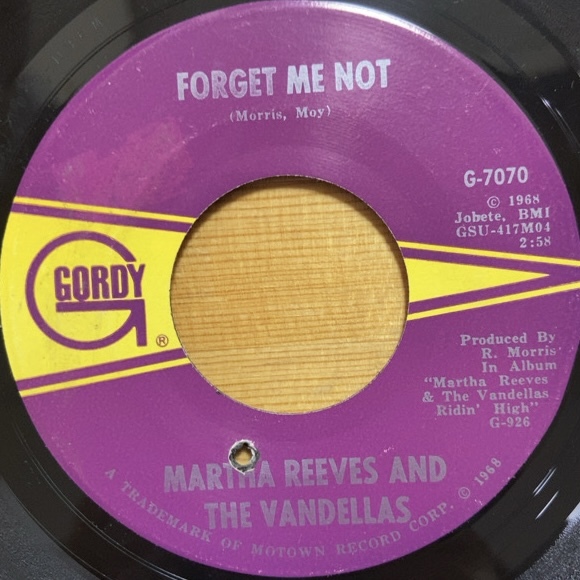 FORGET ME NOT
(Morris, Moy)
G-7070
© 1968
Jobete, BMI
GSU-417M04
2:58
GORDY
®
Produced By
R. Morris
In Album
"Martha Reeves
& The Vandellas
Ridin' High"
G-926
MARTHA REEVES AND
THE VANDELLAS
A TRADEMARK OF MOTOWN RECORD CORP. © 1968